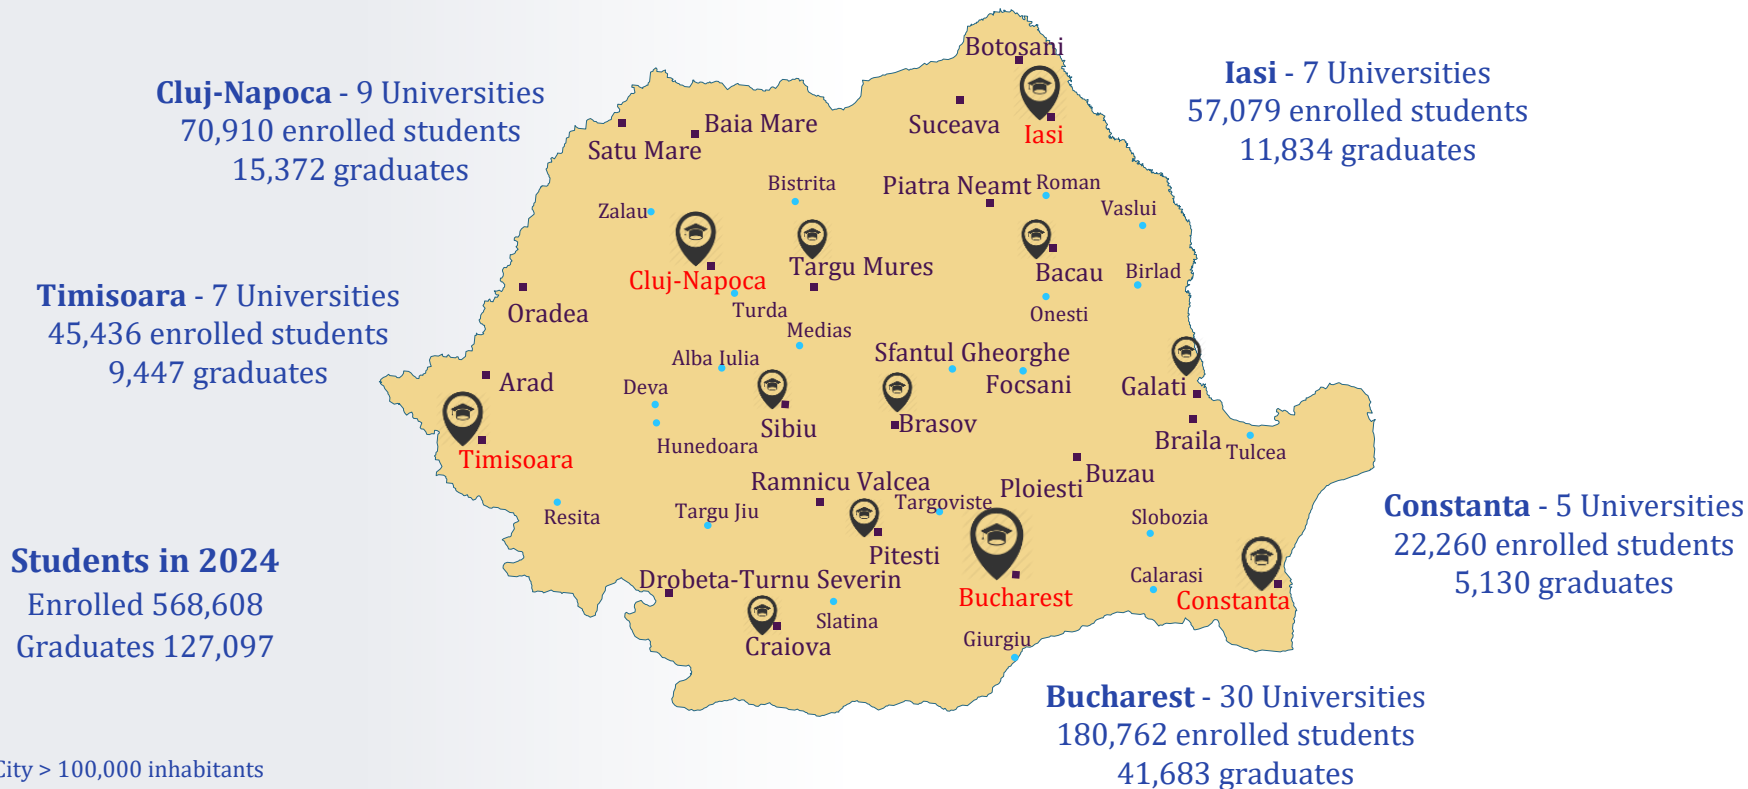 Cluj-Napoca - 9 Universities
70,910 enrolled students
15,372 graduates
Iasi - 7 Universities
57,079 enrolled students
11,834 graduates
Timisoara - 7 Universities
45,436 enrolled students
9,447 graduates
Constanta - 5 Universities
22,260 enrolled students
5,130 graduates
Students in 2024
Enrolled 568,608
Graduates 127,097
Bucharest - 30 Universities
180,762 enrolled students
41,683 graduates
City > 100,000 inhabitants
Botosani
Suceava
Iasi
Baia Mare
Satu Mare
Bistrita
Piatra Neamt
Roman
Zalau
Vaslui
Cluj-Napoca
Targu Mures
Bacau
Birlad
Oradea
Turda
Onesti
Medias
Alba Iulia
Sfantul Gheorghe
Arad
Deva
Focsani
Galati
Sibiu
Brasov
Hunedoara
Braila
Tulcea
Timisoara
Ramnicu Valcea
Ploiesti
Buzau
Resita
Targu Jiu
Targoviste
Slobozia
Pitesti
Drobeta-Turnu Severin
Bucharest
Calarasi
Constanta
Slatina
Craiova
Giurgiu